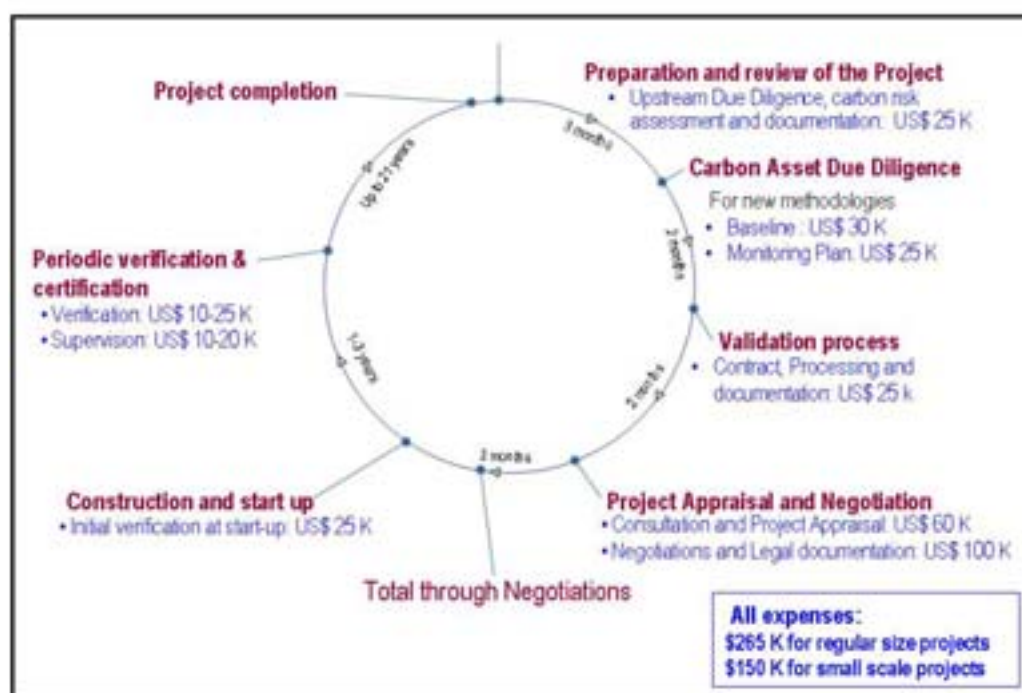 Project completion
Preparation and review of the Project
• Upstream Due Diligence, carbon risk
assessment and documentation: US$ 25 K
3 months
Carbon Asset Due Diligence
For new methodologies
• Baseline : US$ 30 K
• Monitoring Plan: US$ 25 K
2 months
Validation process
• Contract, Processing and
documentation: US$ 25 k
2 months
Project Appraisal and Negotiation
• Consultation and Project Appraisal: US$ 60 K
• Negotiations and Legal documentation: US$ 100 K
2 months
Total through Negotiations
Construction and start up
• Initial verification at start-up: US$ 25 K
1-3 years
Periodic verification &
certification
• Verification: US$ 10-25 K
• Supervision: US$ 10-20 K
Up to 21 years
All expenses:
$265 K for regular size projects
$150 K for small scale projects